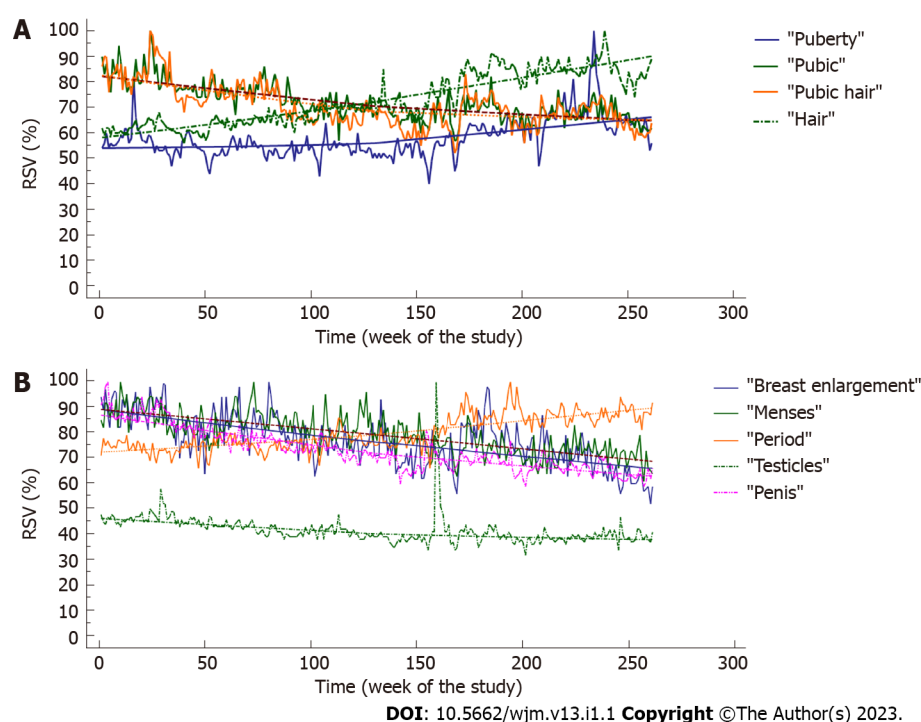 A
100
90
80
70
60
50
40
30
20
10
0
RSV (%)
0 50 100 150 200 250 300
Time (week of the study)
"Puberty"
"Pubic"
"Pubic hair"
"Hair"
B
100
90
80
70
60
50
40
30
20
10
0
RSV (%)
0 50 100 150 200 250 300
Time (week of the study)
"Breast enlargement"
"Menses"
"Period"
"Testicles"
"Penis"
DOI: 10.5662/wjm.v13.i1.1 Copyright ©The Author(s) 2023.